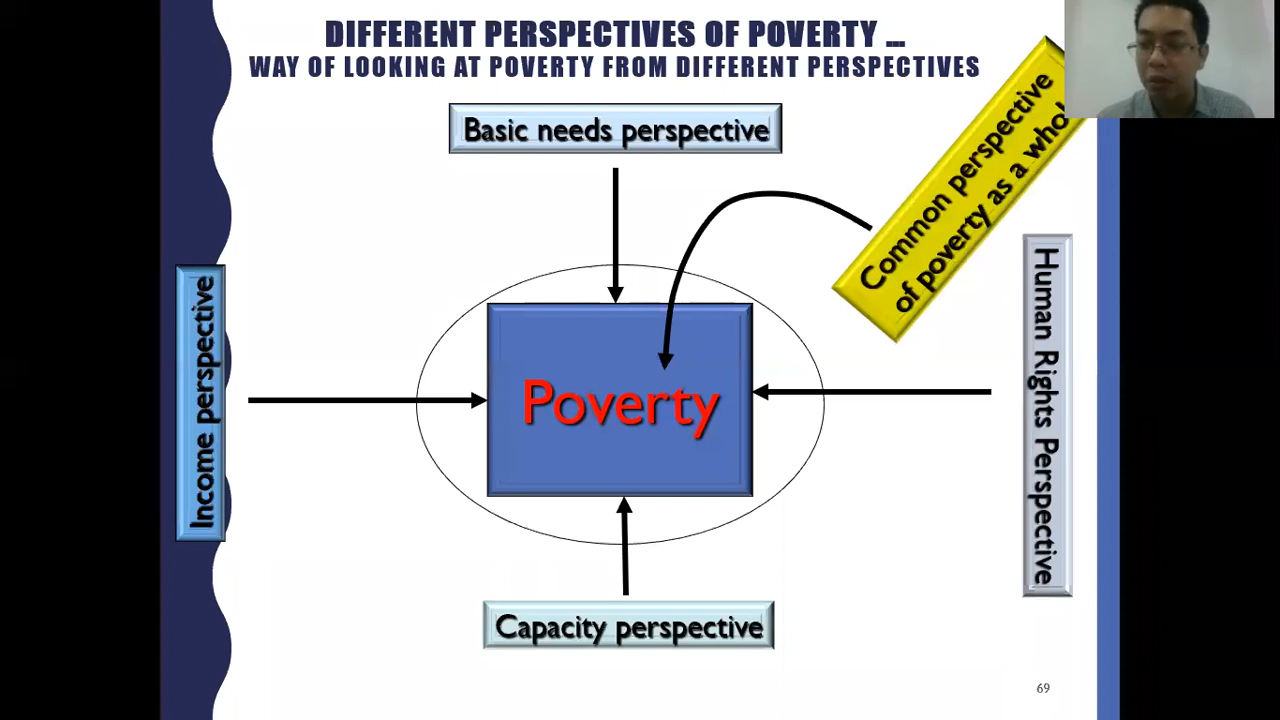 DIFFERENT PERSPECTIVES OF POVERTY ...
WAY OF LOOKING AT POVERTY FROM DIFFERENT PERSPECTIVES
Basic needs perspective
Common perspective
of poverty as a whol
Income perspective
Poverty
Human Rights Perspective
Capacity perspective
69